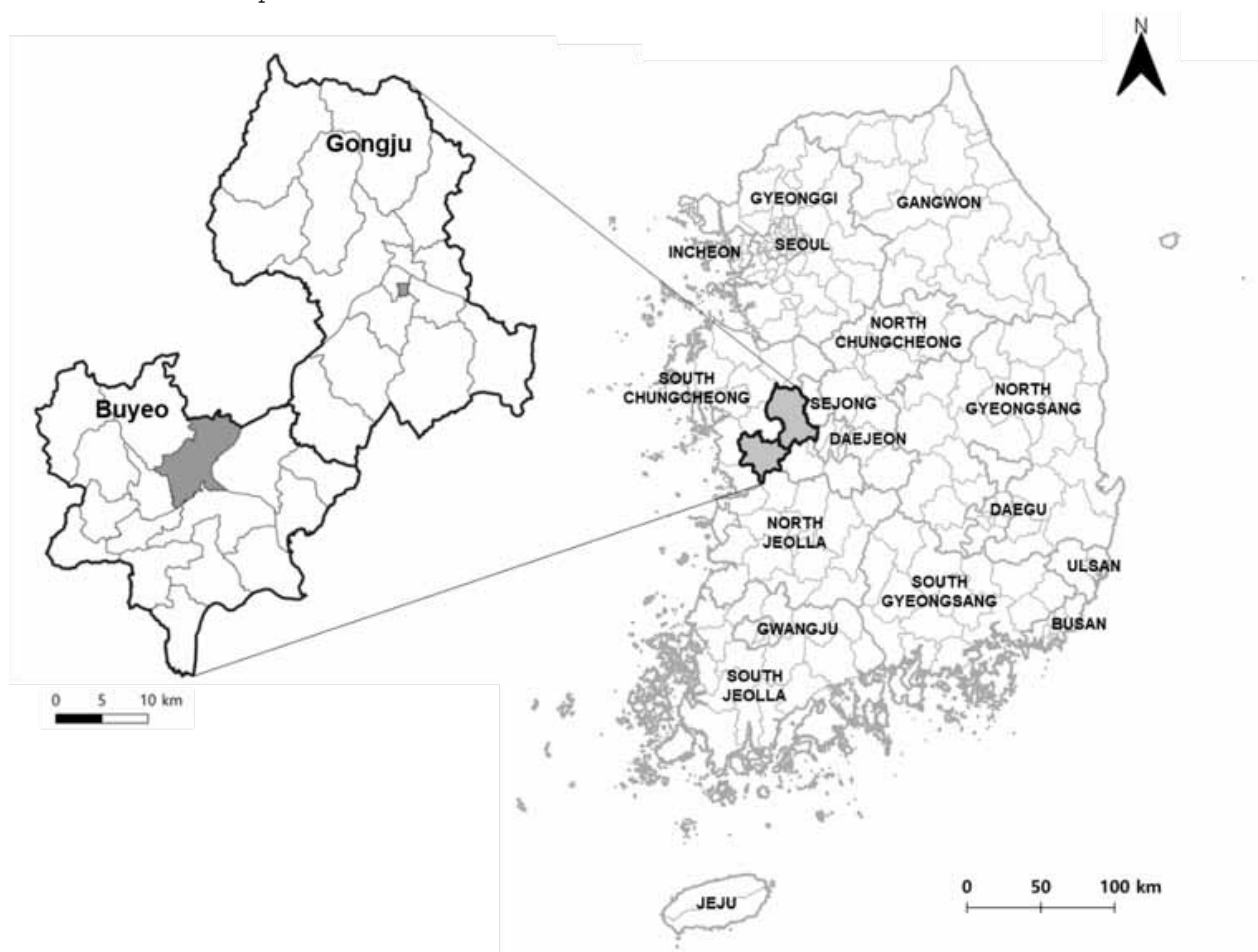 N
Gongju
Buyeo
0 5 10 km
GYEONGGI
GANGWON
INCHEON
SEOUL
NORTH
CHUNGCHEONG
SOUTH
CHUNGCHEONG
SEJONG
NORTH
GYEONGSANG
DAEJEON
DAEGU
NORTH
JEOLLA
ULSAN
SOUTH
GYEONGSANG
BUSAN
GWANGJU
SOUTH
JEOLLA
JEJU
0 50 100 km